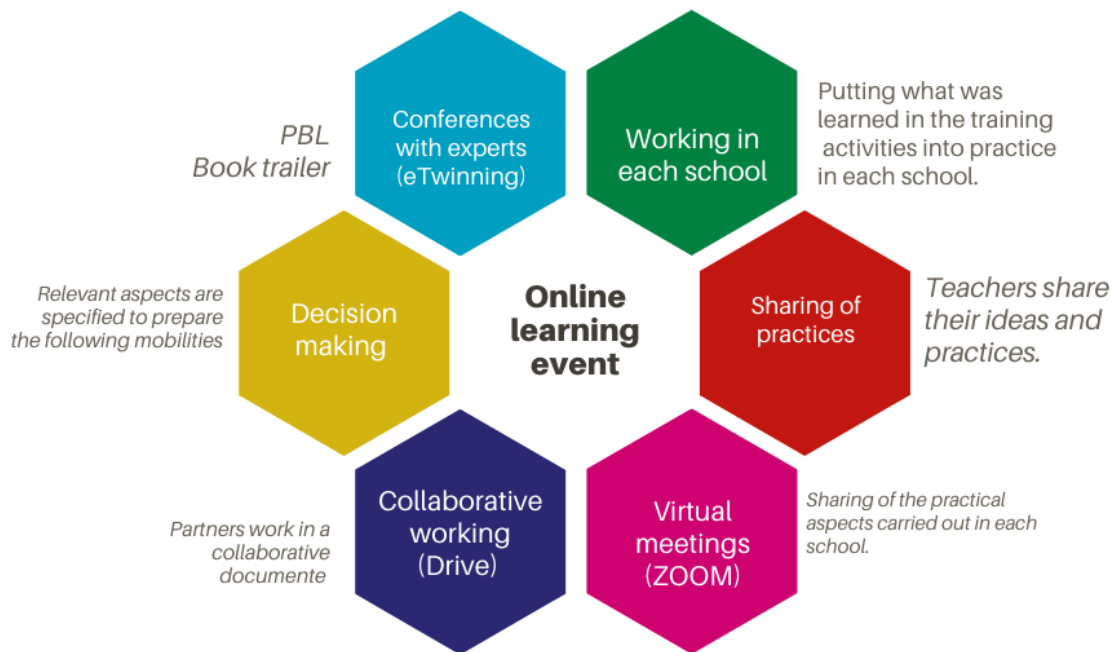 Conferences
with experts
(eTwinning)
PBL
Book trailer
Working in
each school
Putting what was
learned in the training
activities into practice
in each school.
Relevant aspects are
specified to prepare
the following mobilities
Decision
making
Online
learning
event
Sharing of
practices
Teachers share
their ideas and
practices.
Partners work in a
collaborative
documente
Collaborative
working
(Drive)
Virtual
meetings
(ZOOM)
Sharing of the practical
aspects carried out in each
school.